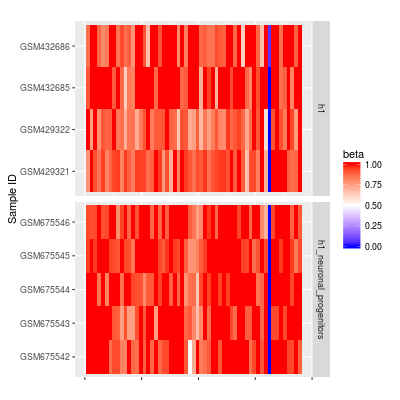 GSM432686
GSM432685
GSM429322
GSM429321
h1
GSM675546
GSM675545
GSM675544
GSM675543
GSM675542
h1_neuronal_progenitors
Sample ID
beta
1.00
0.75
0.50
0.25
0.00